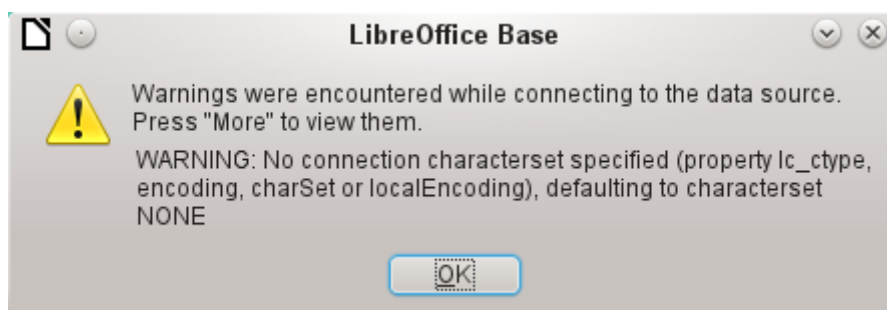 LibreOffice Base
Warnings were encountered while connecting to the data source.
Press "More" to view them.
WARNING: No connection characterset specified (property lc_ctype,
encoding, charSet or localEncoding), defaulting to characterset
NONE
OK